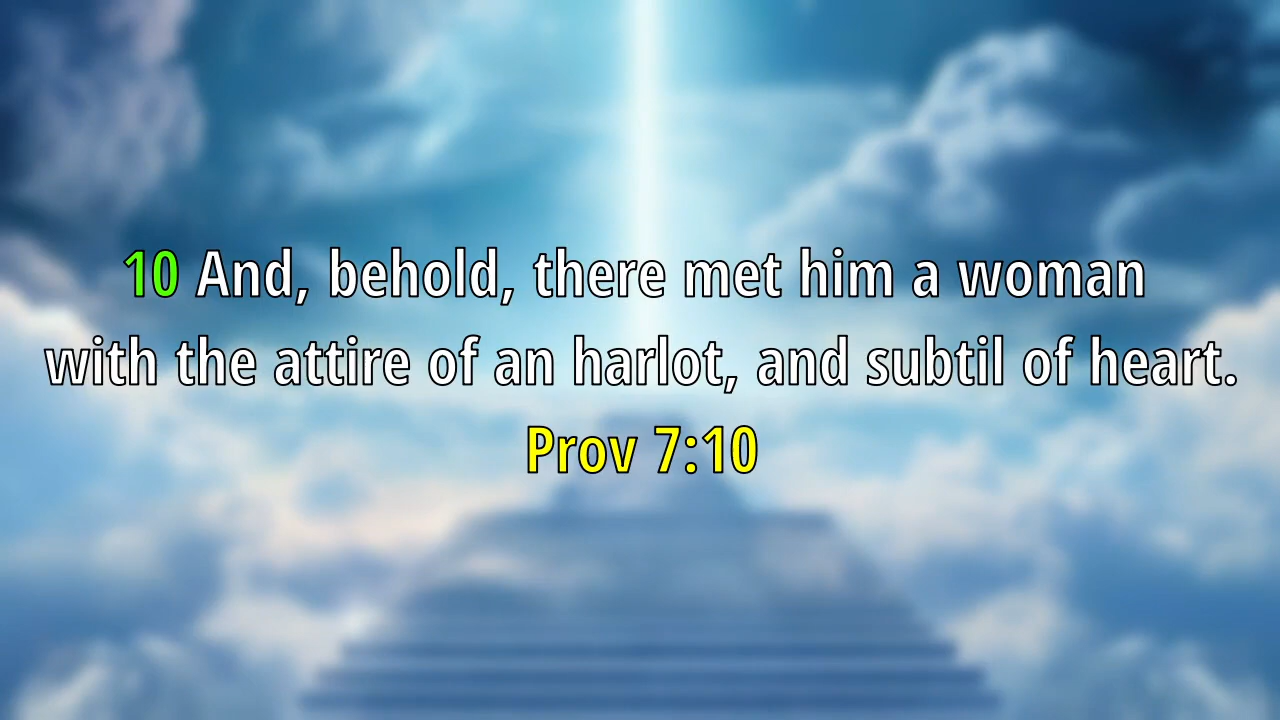 10 And, behold, there met him a woman
with the attire of an harlot, and subtil of heart.
Prov 7:10